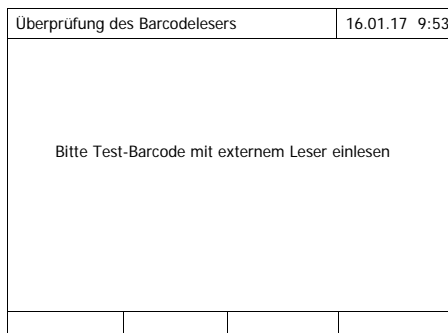 Überprüfung des Barcodelesers 16.01.17 9:53
Bitte Test-Barcode mit externem Leser einlesen